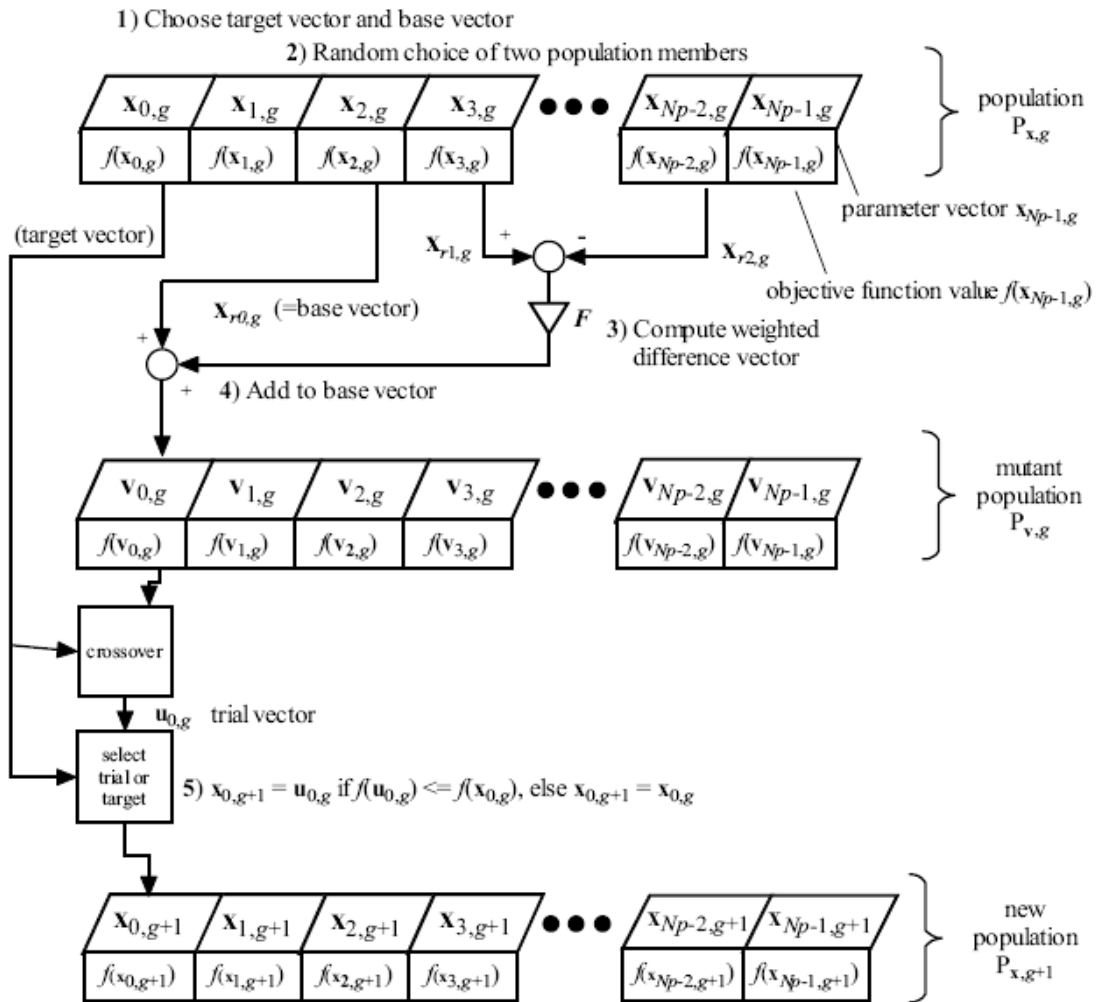 1) Choose target vector and base vector
2) Random choice of two population members
x0,g x1,g x2,g x3,g ●●● xNp-2,g xNp-1,g
f(x0,g) f(x1,g) f(x2,g) f(x3,g) f(xNp-2,g) f(xNp-1,g)
population
Px,g
parameter vector xNp-1,g
(target vector)
xr1,g + - xr2,g
objective function value f(xNp-1,g)
xr0,g (=base vector)
F
3) Compute weighted
difference vector
+
+
4) Add to base vector
v0,g v1,g v2,g v3,g ●●● vNp-2,g vNp-1,g
f(v0,g) f(v1,g) f(v2,g) f(v3,g) f(vNp-2,g) f(vNp-1,g)
mutant
population
Pv,g
crossover
u0,g trial vector
select
trial or
target
5) x0,g+1 = u0,g if f(u0,g) <= f(x0,g), else x0,g+1 = x0,g
x0,g+1 x1,g+1 x2,g+1 x3,g+1 ●●● xNp-2,g+1 xNp-1,g+1
f(x0,g+1) f(x1,g+1) f(x2,g+1) f(x3,g+1) f(xNp-2,g+1) f(xNp-1,g+1)
new
population
Px,g+1